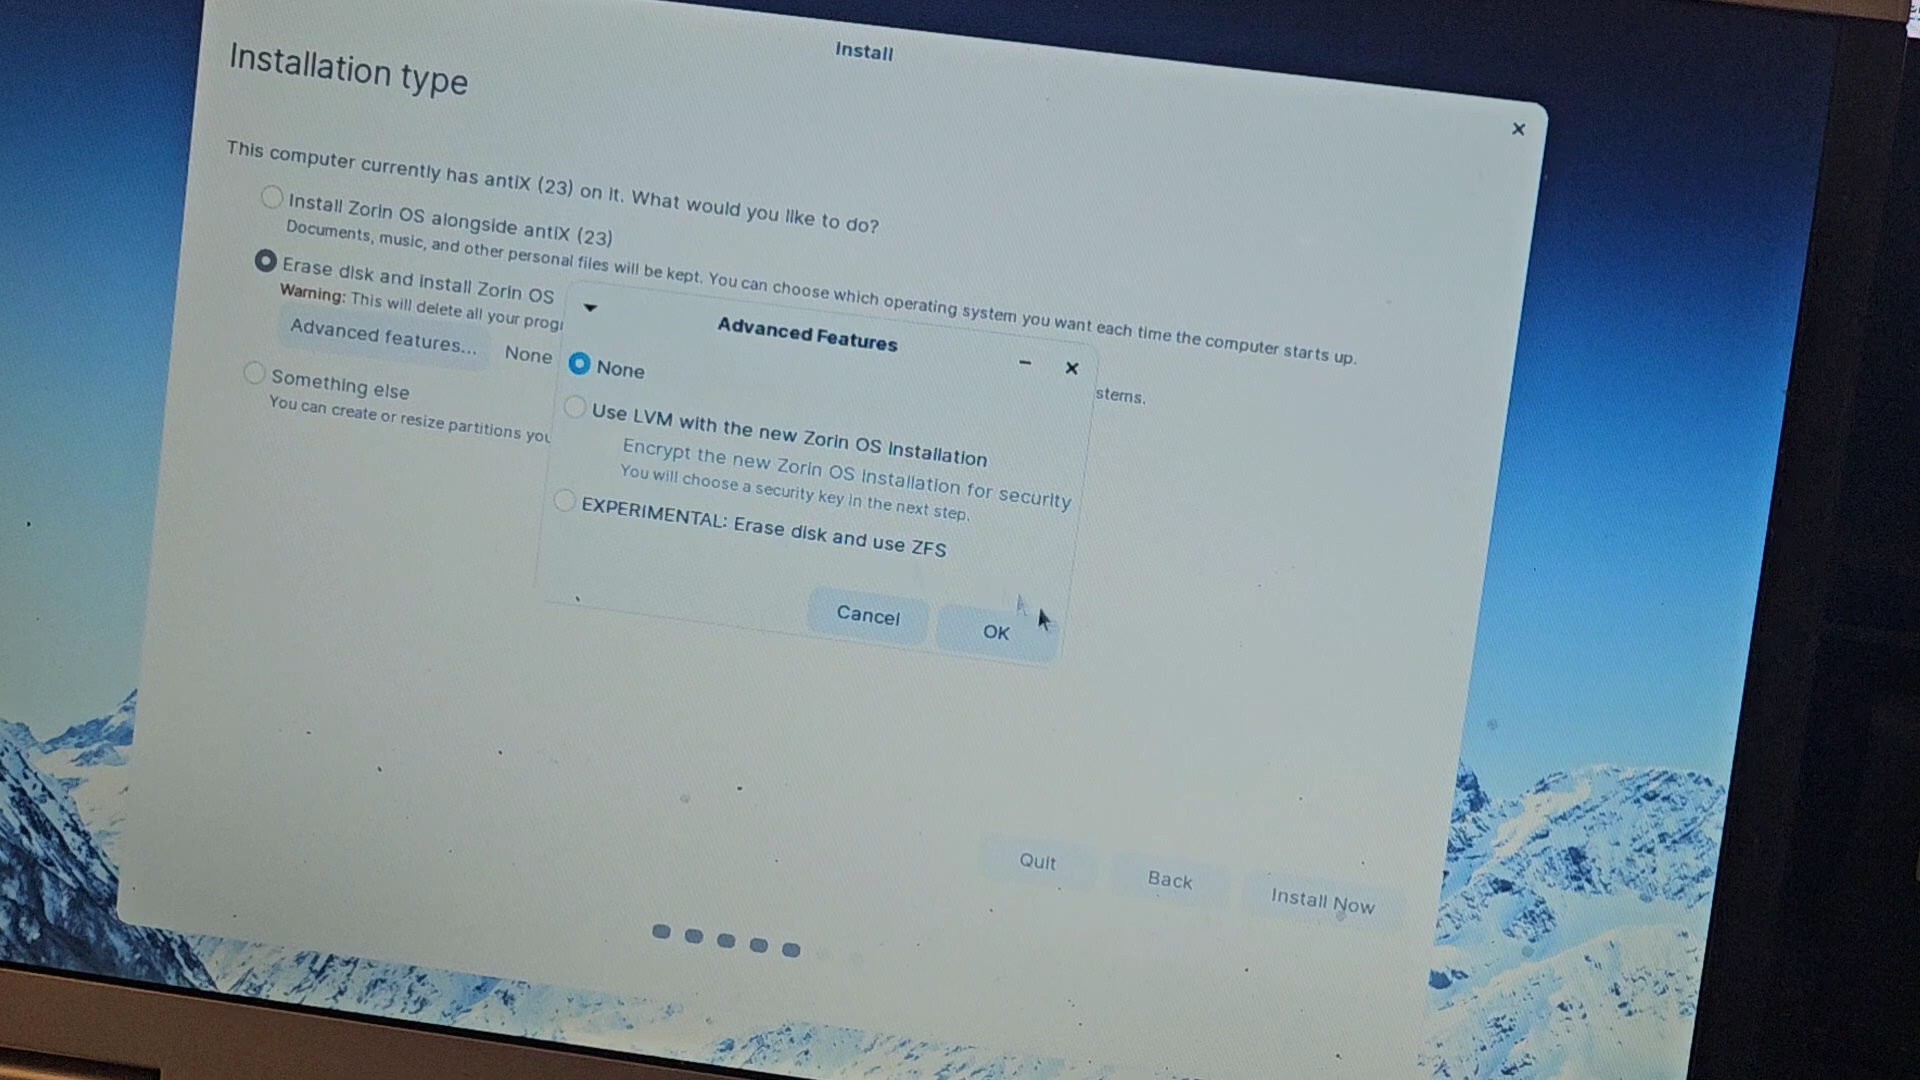 Install
Installation type
This computer currently has antiX (23) on it. What would you like to do?
Install Zorin OS alongside antiX (23)
Documents, music, and other personal files will be kept. You can choose which operating system you want each time the computer starts up.
Erase disk and install Zorin OS
Warning: This will delete all your
stems.
Advanced features...
None
Something else
You can create or resize partitions
Advanced Features
None
Use LVM with the new Zorin OS installation
Encrypt the new Zorin OS installation for security
You will choose a security key in the next step.
EXPERIMENTAL: Erase disk and use ZFS
Cancel
OK
Quit
Back
Install Now